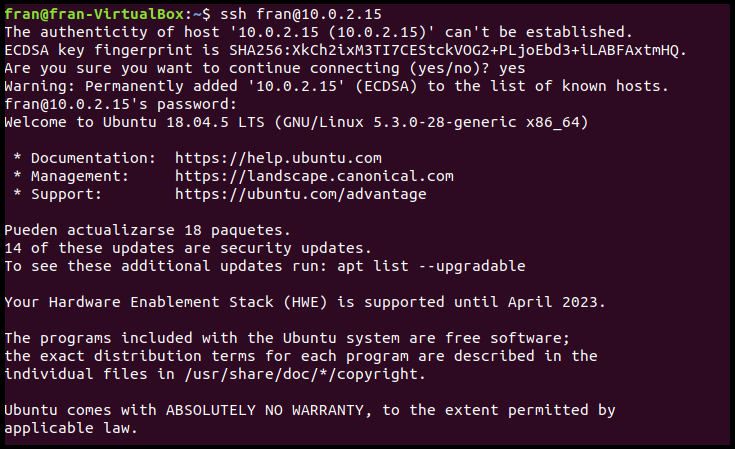 fran@fran-VirtualBox:~$ ssh fran@10.0.2.15
The authenticity of host '10.0.2.15 (10.0.2.15)' can't be established.
ECDSA key fingerprint is SHA256:XkCh2ixM3TI7CEStckVOG2+PLjoEbd3+iLABFAxtmHQ.
Are you sure you want to continue connecting (yes/no)? yes
Warning: Permanently added '10.0.2.15' (ECDSA) to the list of known hosts.
fran@10.0.2.15's password:
Welcome to Ubuntu 18.04.5 LTS (GNU/Linux 5.3.0-28-generic x86_64)
* Documentation:  https://help.ubuntu.com
* Management:     https://landscape.canonical.com
* Support:        https://ubuntu.com/advantage
Pueden actualizarse 18 paquetes.
14 of these updates are security updates.
To see these additional updates run: apt list --upgradable
Your Hardware Enablement Stack (HWE) is supported until April 2023.
The programs included with the Ubuntu system are free software;
the exact distribution terms for each program are described in the
individual files in /usr/share/doc/*/copyright.
Ubuntu comes with ABSOLUTELY NO WARRANTY, to the extent permitted by
applicable law.